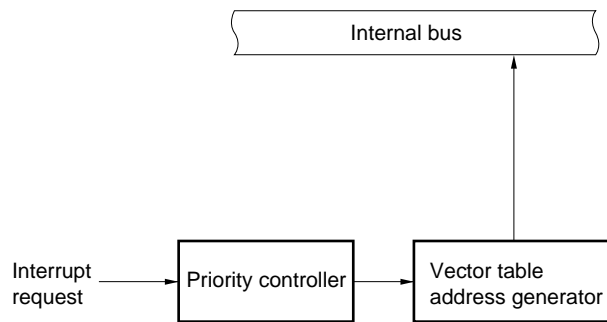 Internal bus
Interrupt
request
Priority controller
Vector table
address generator